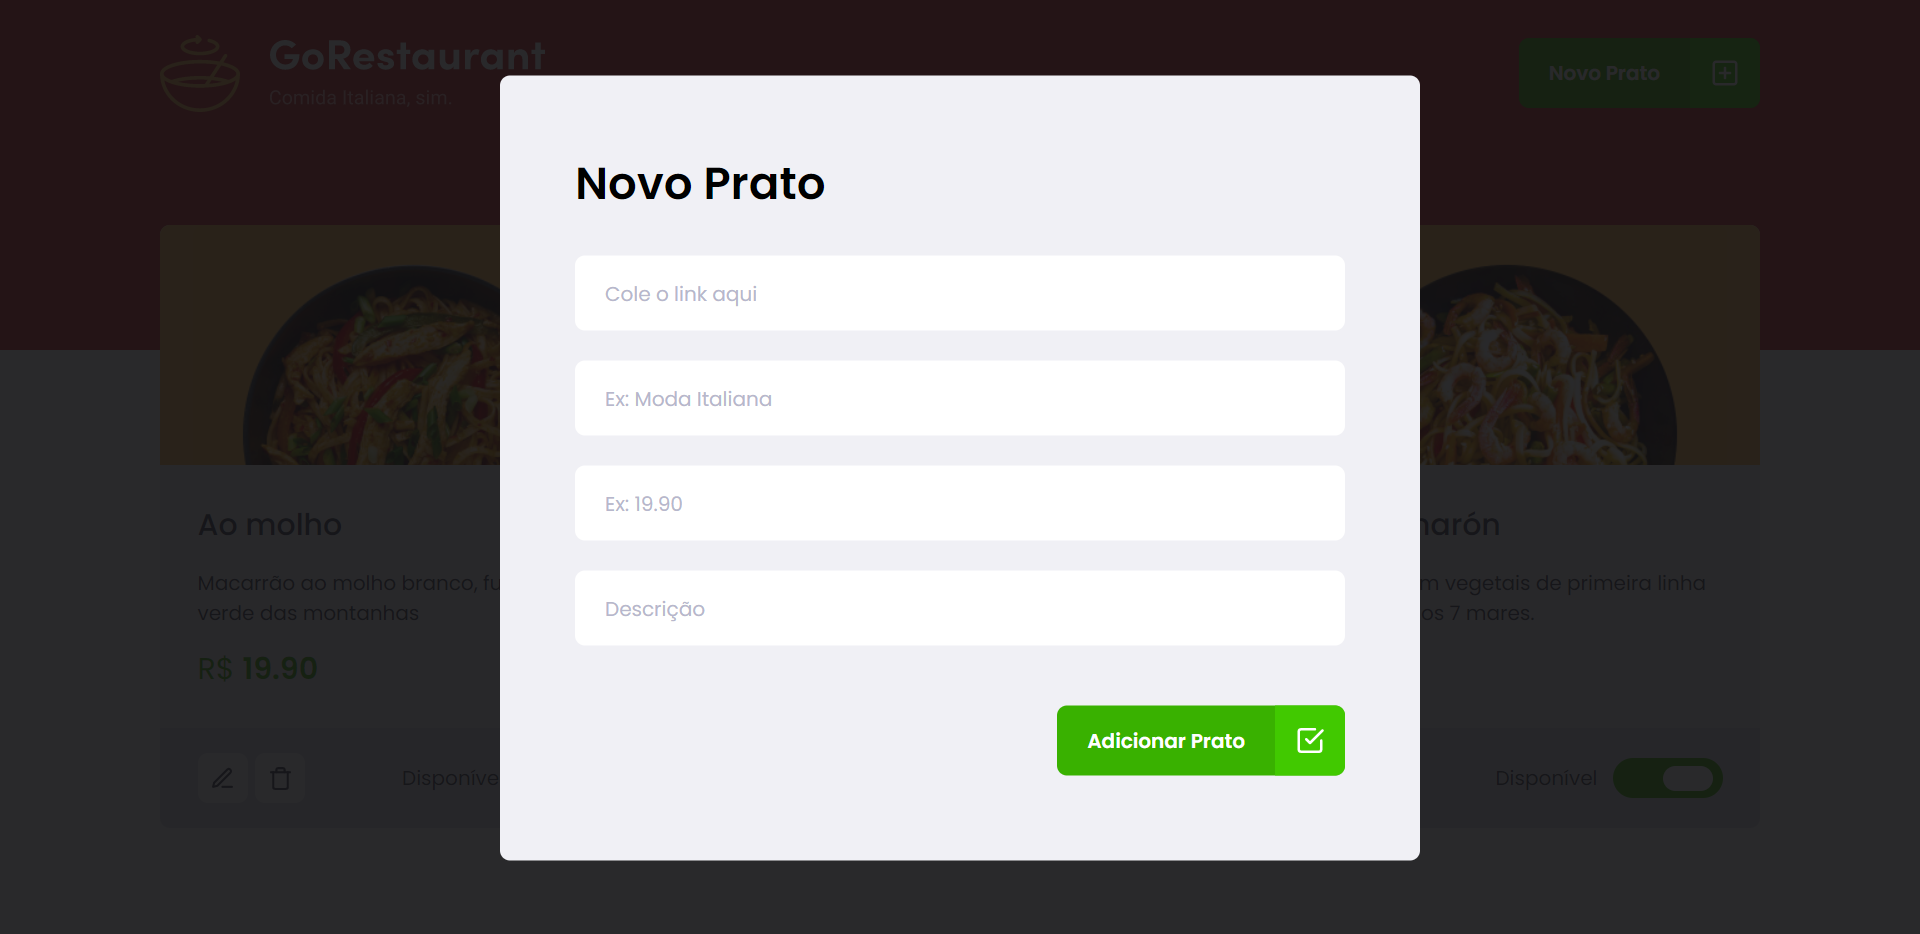 GoRestaurant
Comida Italiana, sim.
Novo Prato
Novo Prato
Cole o link aqui
Ex: Moda Italiana
Ex: 19.90
Descrição
Adicionar Prato
Ao molho
Macarrão ao molho branco, fu
verde das montanhas
R$ 19.90
Disponíve
narón
m vegetais de primeira linha
os 7 mares.
Disponível